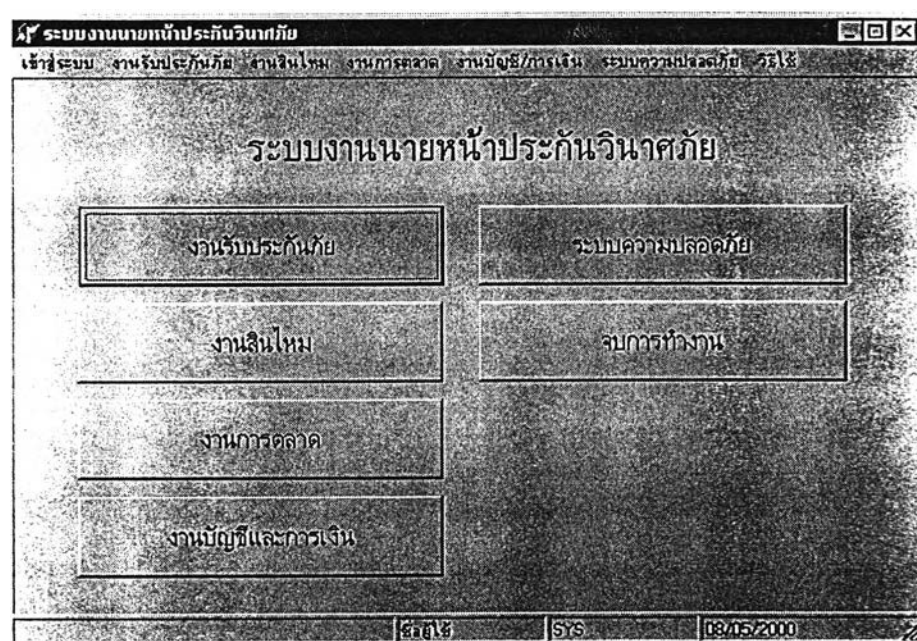 ระบบงานนายหน้าประกันวินาศภัย
เข้าสู่ระบบ งานรับประกันภัย งานสินไหม งานการตลาด งานบัญชี/การเงิน ระบบความปลอดภัย วิธีใช้
ระบบงานนายหน้าประกันวินาศภัย
งานรับประกันภัย ระบบความปลอดภัย
งานสินไหม จบการทำงาน
งานการตลาด
งานบัญชีและการเงิน
ชื่อผู้ใช้ SYS 08/05/2000